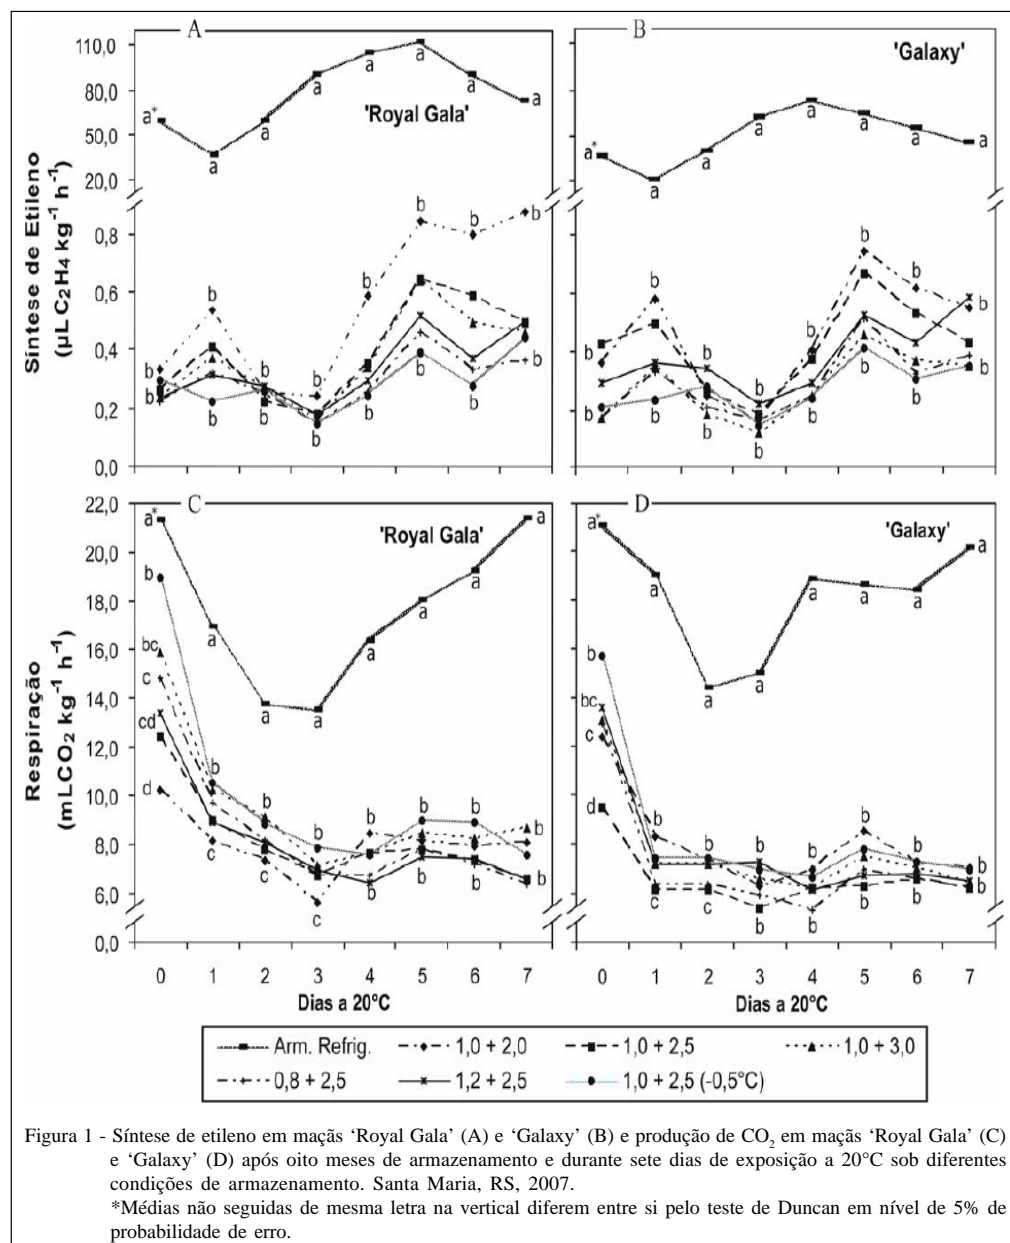 A
B
110,0
80,0
50,0
20,0
0,8
0,6
0,4
0,2
0,0
Síntese de Etileno
(µL C2H4 kg-1 h-1)
'Royal Gala'
'Galaxy'
a* a a a a a a a
b b b b b b b b
b b b b b b b b
a* a a a a a a a
b b b b b b b b
b b b b b b b b
C
D
22,0
20,0
18,0
16,0
14,0
12,0
10,0
8,0
6,0
0,0
Respiração
(mLCO2 kg-1 h-1)
'Royal Gala'
'Galaxy'
a* a a a a a a a
b
bc
c
cd
d
b b b b b b b
c c c b b b b
a* a a a a a a a
b
bc
c
d
b b b b b b b
c c b b b b b
0 1 2 3 4 5 6 7
0 1 2 3 4 5 6 7
Dias a 20°C
Dias a 20°C
Arm. Refrig. 1,0 + 2,0 1,0 + 2,5 1,0 + 3,0
0,8 + 2,5 1,2 + 2,5 1,0 + 2,5 (-0,5°C)
Figura 1 - Síntese de etileno em maçãs ‘Royal Gala’ (A) e ‘Galaxy’ (B) e produção de CO2 em maçãs ‘Royal Gala’ (C)
e ‘Galaxy’ (D) após oito meses de armazenamento e durante sete dias de exposição a 20°C sob diferentes
condições de armazenamento. Santa Maria, RS, 2007.
*Médias não seguidas de mesma letra na vertical diferem entre si pelo teste de Duncan em nível de 5% de
probabilidade de erro.